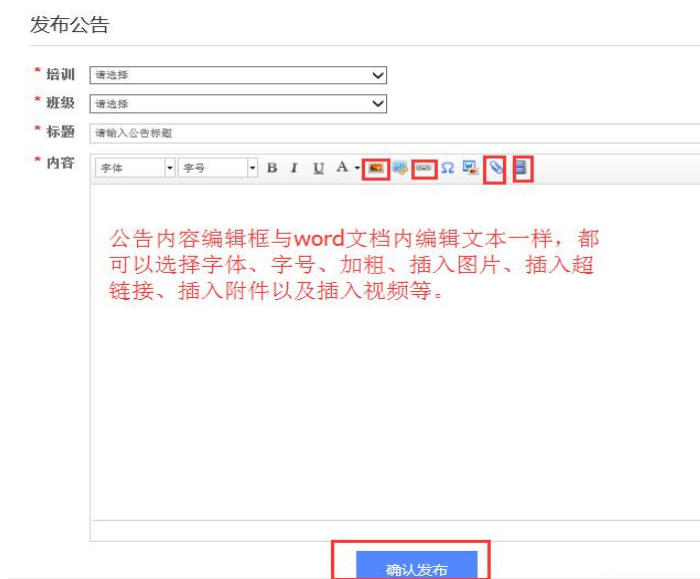 发布公告
* 培训 请选择
* 班级 请选择
* 标题 请输入公告标题
* 内容 字体 字号 B I U A Ω
公告内容编辑框与word文档内编辑文本一样，都
可以选择字体、字号、加粗、插入图片、插入超
链接、插入附件以及插入视频等。
确认发布